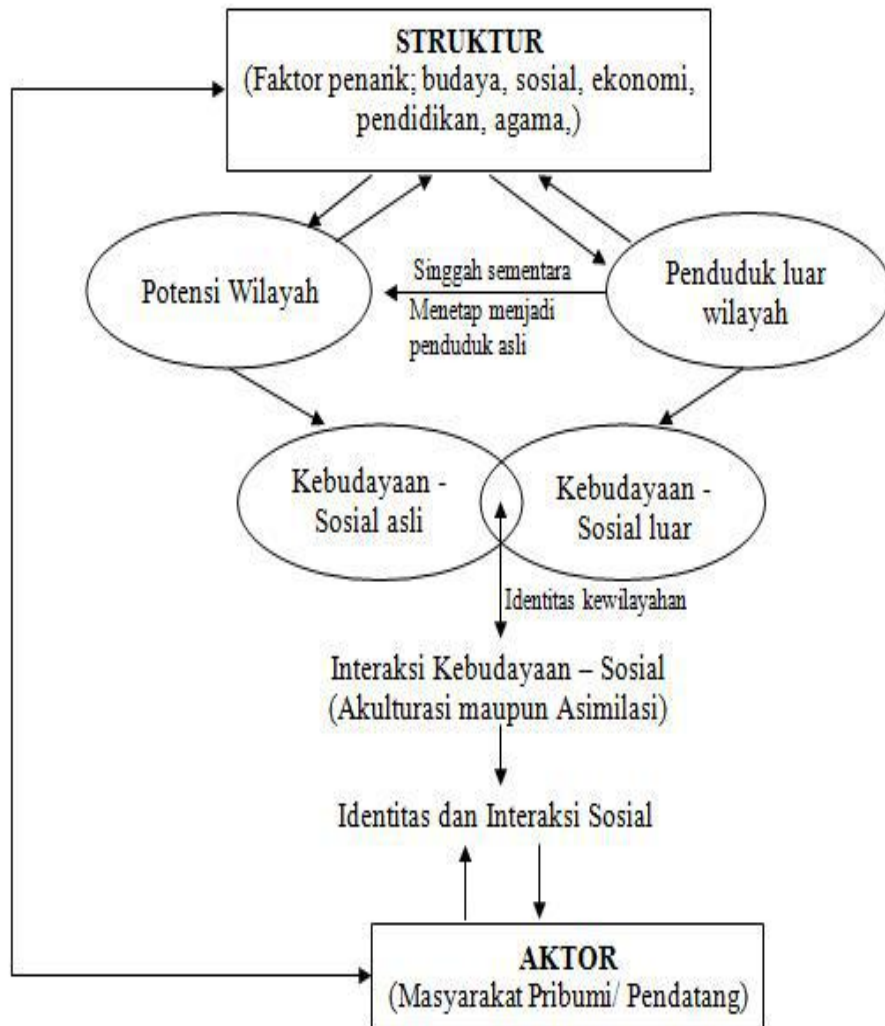 STRUKTUR
(Faktor penarik; budaya, sosial, ekonomi,
pendidikan, agama,)
Potensi Wilayah
Singgah sementara
Menetap menjadi
penduduk asli
Penduduk luar
wilayah
Kebudayaan -
Sosial asli
Kebudayaan -
Sosial luar
Identitas kewilayahan
Interaksi Kebudayaan – Sosial
(Akulturasi maupun Asimilasi)
Identitas dan Interaksi Sosial
AKTOR
(Masyarakat Pribumi/ Pendatang)